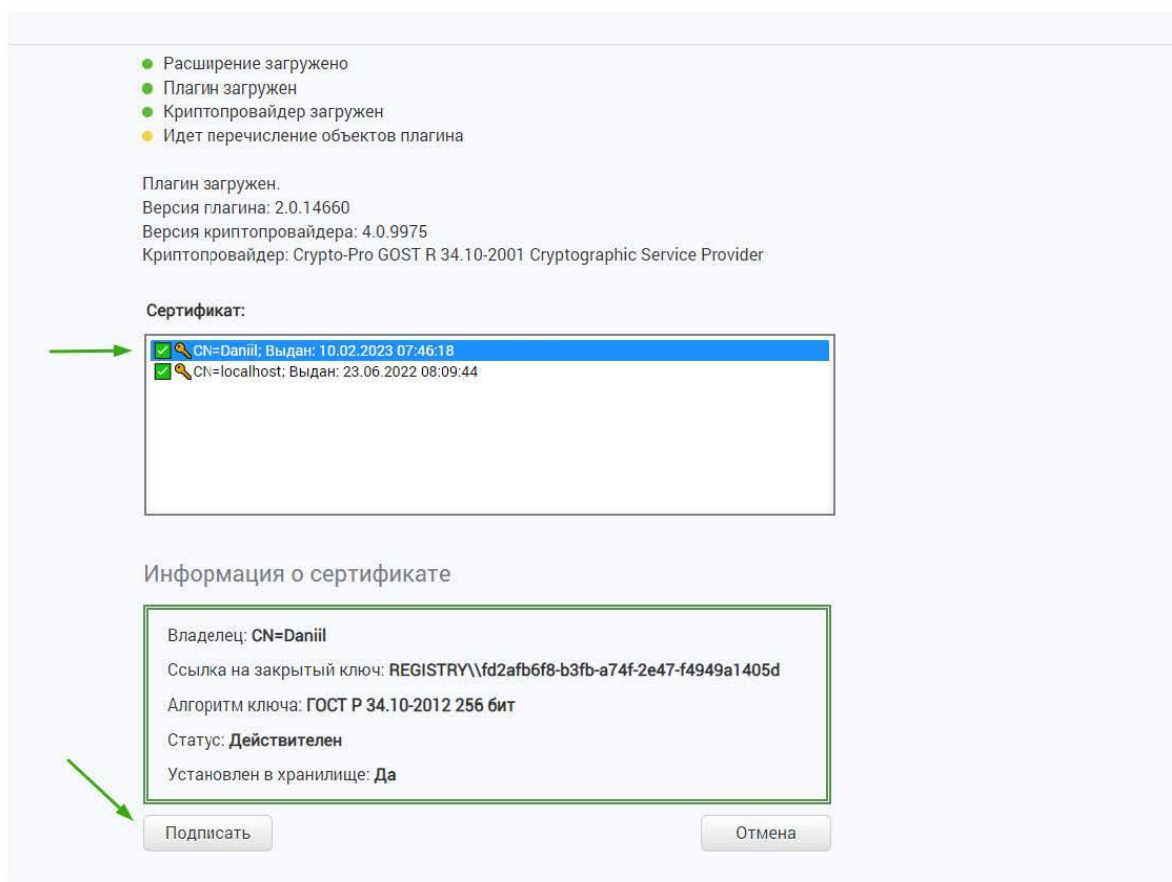 Расширение загружено
Плагин загружен
Криптопровайдер загружен
Идет перечисление объектов плагина
Плагин загружен.
Версия плагина: 2.0.14660
Версия криптопровайдера: 4.0.9975
Криптопровайдер: Crypto-Pro GOST R 34.10-2001 Cryptographic Service Provider
Сертификат:
CN=Daniil; Выдан: 10.02.2023 07:46:18
CN=localhost; Выдан: 23.06.2022 08:09:44
Информация о сертификате
Владелец: CN=Daniil
Ссылка на закрытый ключ: REGISTRY\\fd2afb6f8-b3fb-a74f-2e47-f4949a1405d
Алгоритм ключа: ГОСТ Р 34.10-2012 256 бит
Статус: Действителен
Установлен в хранилище: Да
Подписать Отмена